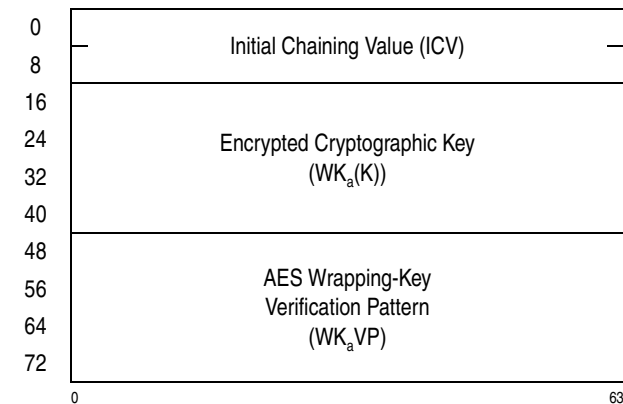 0
Initial Chaining Value (ICV)
8
16
24
Encrypted Cryptographic Key
32
(WKa(K))
40
48
56
AES Wrapping-Key
Verification Pattern
64
(WKaVP)
72
0
63